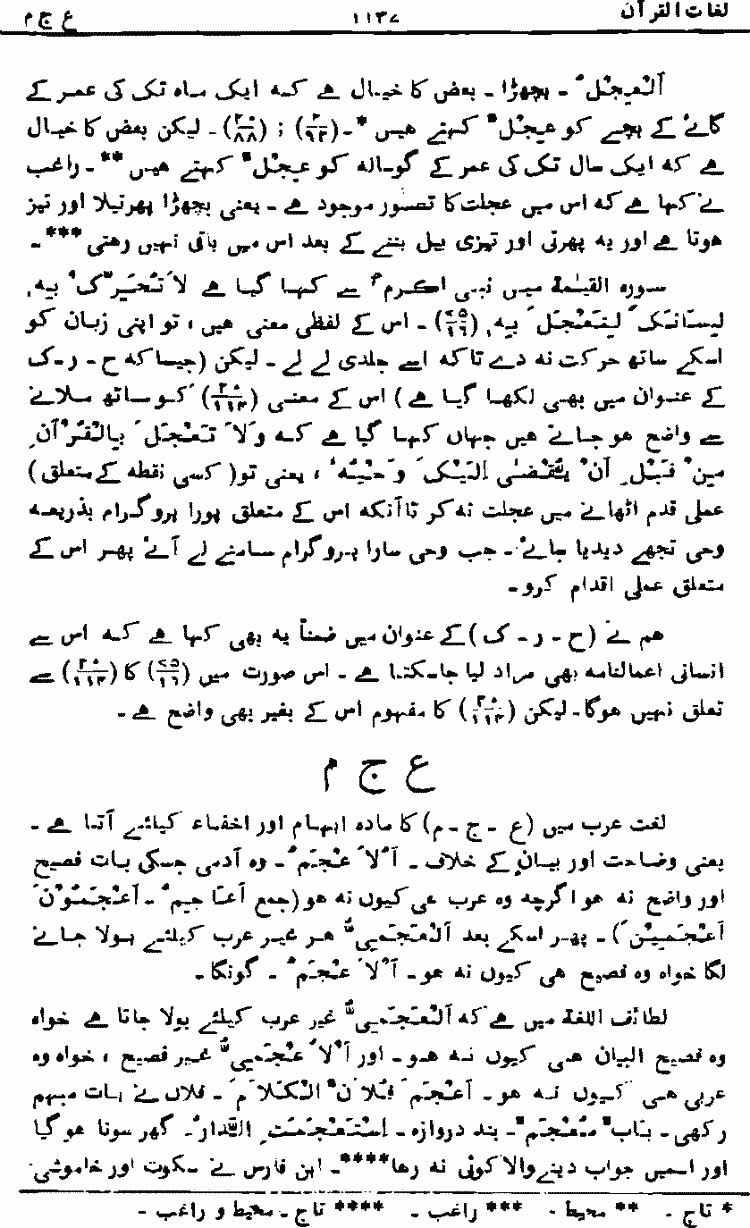 لغات القرآن ۱۱۳۷ ع ج م
اَلْعِجْلُ ۔ بچھڑا ۔ بعض کا خیال ہے کہ ایک ماہ تک کی عمر کے
گائے کے بچے کو عِجْلٌ کہتے ہیں *۔ (۲/۹۳) ; (۲۰/۸۸) ۔ لیکن بعض کا خیال
ہے کہ ایک سال تک کی عمر کے گوسالہ کو عِجْلٌ کہتے ہیں **۔ راغب
نے کہا ہے کہ اس میں عجلت کا تصور موجود ہے ۔ یعنی بچھڑا پھرتیلا اور تیز
ہوتا ہے اور یہ پھرتی اور تیزی بیل بننے کے بعد اس میں باقی نہیں رہتی *** ۔
سورہ القیٰمة میں نبی اکرمؐ سے کہا گیا ہے لَا تُحَرِّکْ بِہٖ
لِسَانَکَ لِتَعْجَلَ بِہٖ (۷۵/۱۶) ۔ اس کے لفظی معنی ہیں ، تو اپنی زبان کو
اسکے ساتھ حرکت نہ دے تاکہ اسے جلدی لے لے ۔ لیکن (جیسا کہ ح ۔ ر ۔ ک
کے عنوان میں بھی لکھا گیا ہے) اس کے معنی (۲۰/۱۱۴) کو ساتھ ملانے
سے واضح ہو جاتے ہیں جہاں کہا گیا ہے کہ وَلَا تَعْجَلْ بِالْقُرْآنِ
مِنْ قَبْلِ اَنْ یُّقْضٰی اِلَیْکَ وَحْیُہٗ ، یعنی تو( کسی نقطہ کے متعلق )
عملی قدم اٹھانے میں عجلت نہ کر تاآنکہ اس کے متعلق پورا پروگرام بذریعہ
وحی تجھے دیدیا جائے ۔ جب وحی سارا پروگرام سامنے لے آئے پھر اس کے
متعلق عملی اقدام کرو ۔
ہم نے (ح ۔ ر ۔ ک )کے عنوان میں ضمناً یہ بھی کہا ہے کہ اس سے
انسانی اعمالنامہ بھی مراد لیا جاسکتا ہے ۔ اس صورت میں (۷۵/۱۶) کا (۲۰/۱۱۴) سے
تعلق نہیں ہوگا ۔ لیکن (۲۰/۱۱۴) کا مفہوم اس کے بغیر بھی واضح ہے ۔
ع ج م
لغت عرب میں (ع ۔ ج ۔ م) کا مادہ ابہام اور اخفاء کیلئے آتا ہے ۔
یعنی وضاحت اور بیان کے خلاف ۔ اَلْاَعْجَمُ ۔ وہ آدمی جسکی بات فصیح
اور واضح نہ ہو اگرچہ وہ عرب ہی کیوں نہ ہو (جمع اَعَاجِیمُ ۔ اَعْجَمُوْنَ
اَعْجَمِیْنَ) ۔ پھر اسکے بعد اَلْعَجَمِیُّ ہر غیر عرب کیلئے بولا جانے
لگا خواہ وہ فصیح ہی کیوں نہ ہو ۔ اَلْاَعْجَمُ ۔ گونگا ۔
لطائف اللغة میں ہے کہ اَلْعَجَمِیُّ غیر عرب کیلئے بولا جاتا ہے خواہ
وہ فصیح البیان ہی کیوں نہ ہو ۔ اور اَلْاَعْجَمِیُّ غیر فصیح ، خواہ وہ
عربی ہی کیوں نہ ہو ۔ اَعْجَمَ فُلَانٌ الْکَلَامَ ۔ فلاں نے بات مبہم
رکھی ۔ بَابٌ مُعْجَمٌ ۔ بند دروازہ ۔ اِسْتَعْجَمَتِ الدَّارُ ۔ گھر سونا ہو گیا
اور اسمیں جواب دینے والا کوئی نہ رہا **** ۔ ابن فارس نے سکوت اور خاموشی
* تاج ۔ ** محیط ۔ *** راغب ۔ **** تاج ۔ محیط و راغب ۔